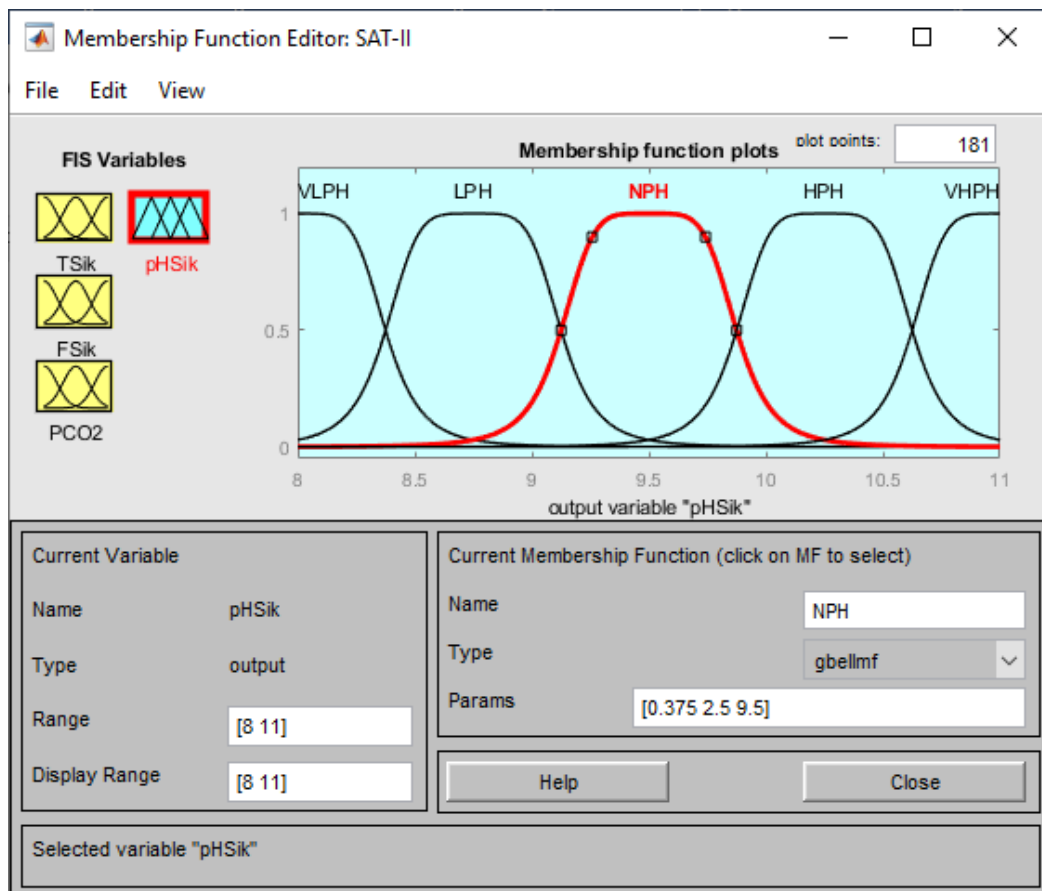 Membership Function Editor: SAT-II
File Edit View
FIS Variables
Membership function plots
plot points:
181
TSik
pHSik
FSik
PCO2
VLPH
LPH
NPH
HPH
VHPH
1
0.5
0
8
8.5
9
9.5
10
10.5
11
output variable "pHSik"
Current Variable
Name
pHSik
Type
output
Range
[8 11]
Display Range
[8 11]
Current Membership Function (click on MF to select)
Name
NPH
Type
gbellmf
Params
[0.375 2.5 9.5]
Help
Close
Selected variable "pHSik"